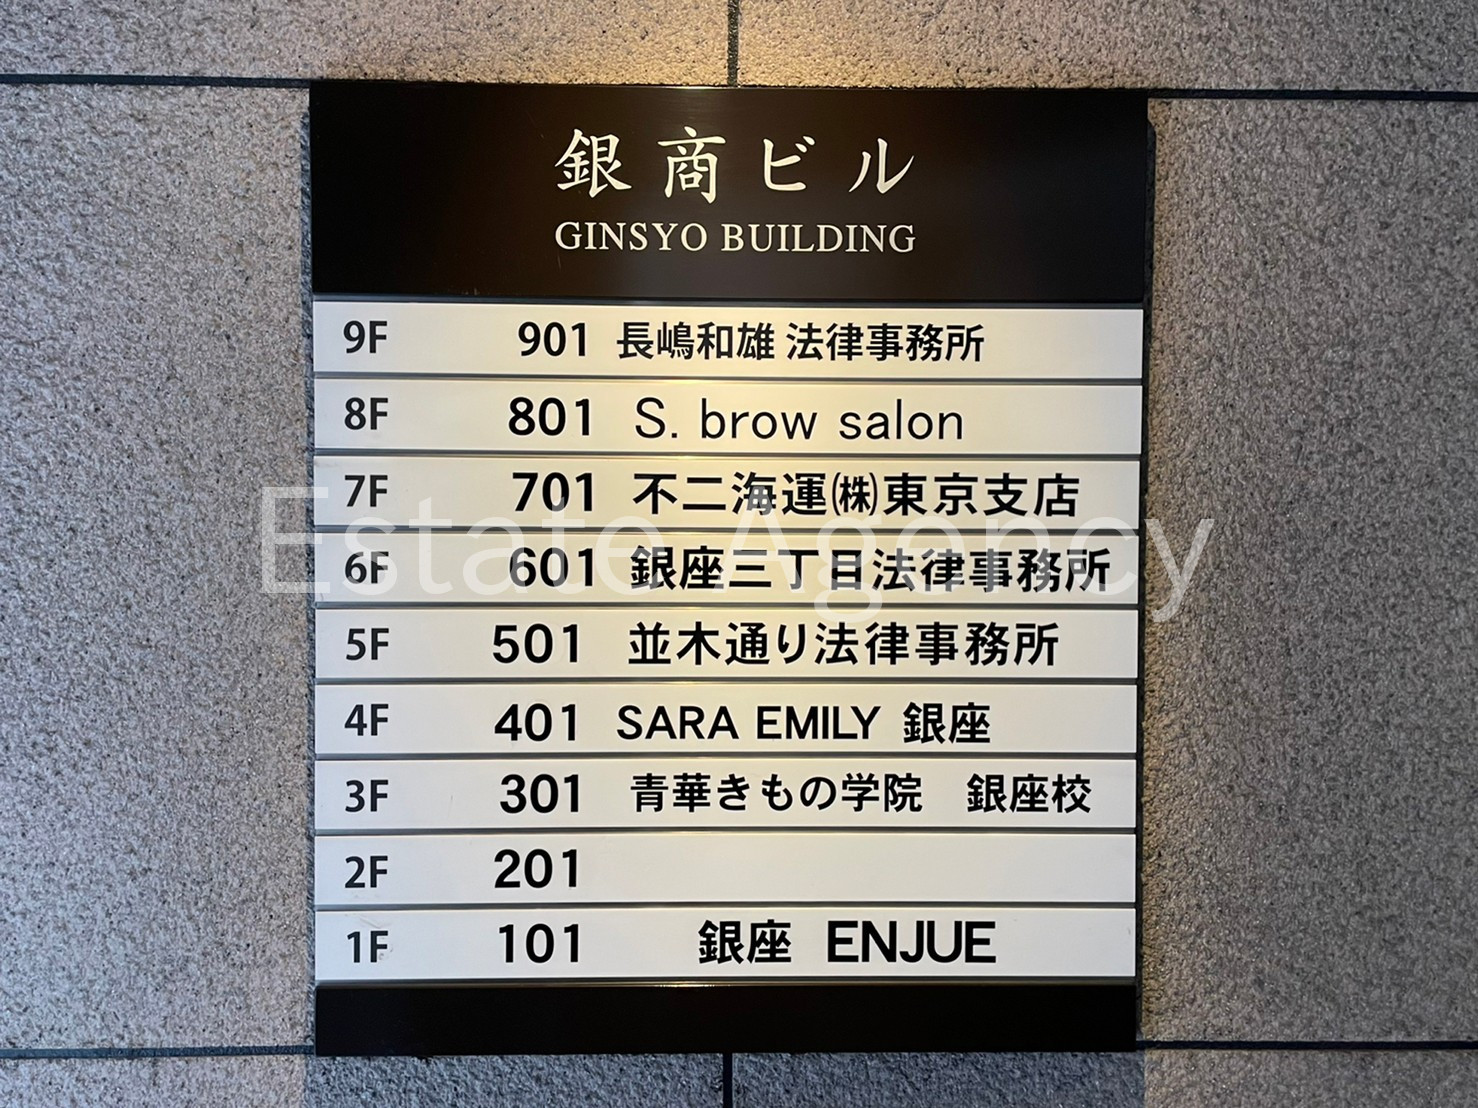 銀商ビル
GINSYO BUILDING
9F 901 長嶋和雄 法律事務所
8F 801 S. brow salon
7F 701 不二海運㈱東京支店
6F 601 銀座三丁目法律事務所
5F 501 並木通り法律事務所
4F 401 SARA EMILY 銀座
3F 301 青華きもの学院 銀座校
2F 201
1F 101 銀座 ENJUE
Estate Agency